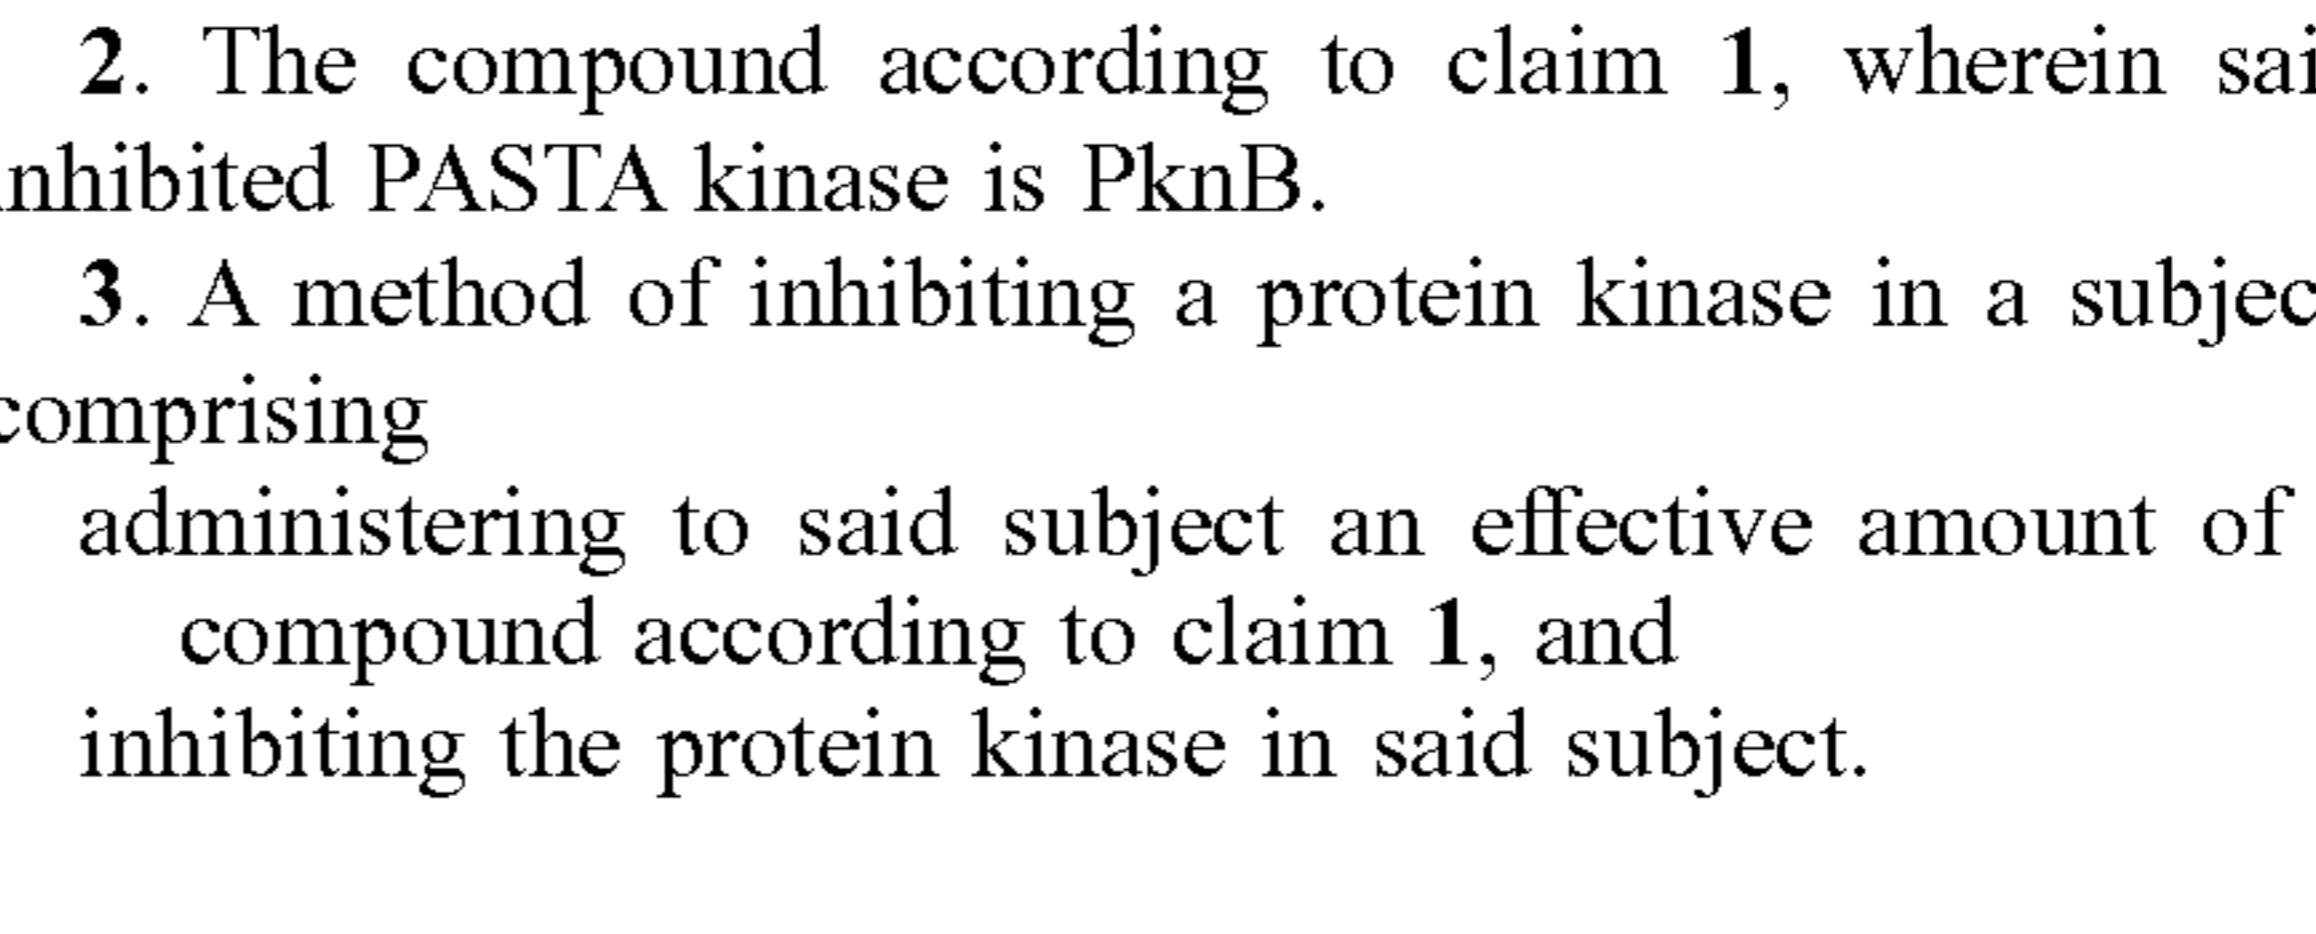 2. The compound according to claim 1, wherein sai
nhibited PASTA kinase is PknB.
3. A method of inhibiting a protein kinase in a subjec
comprising
administering to said subject an effective amount of
compound according to claim 1, and
inhibiting the protein kinase in said subject.